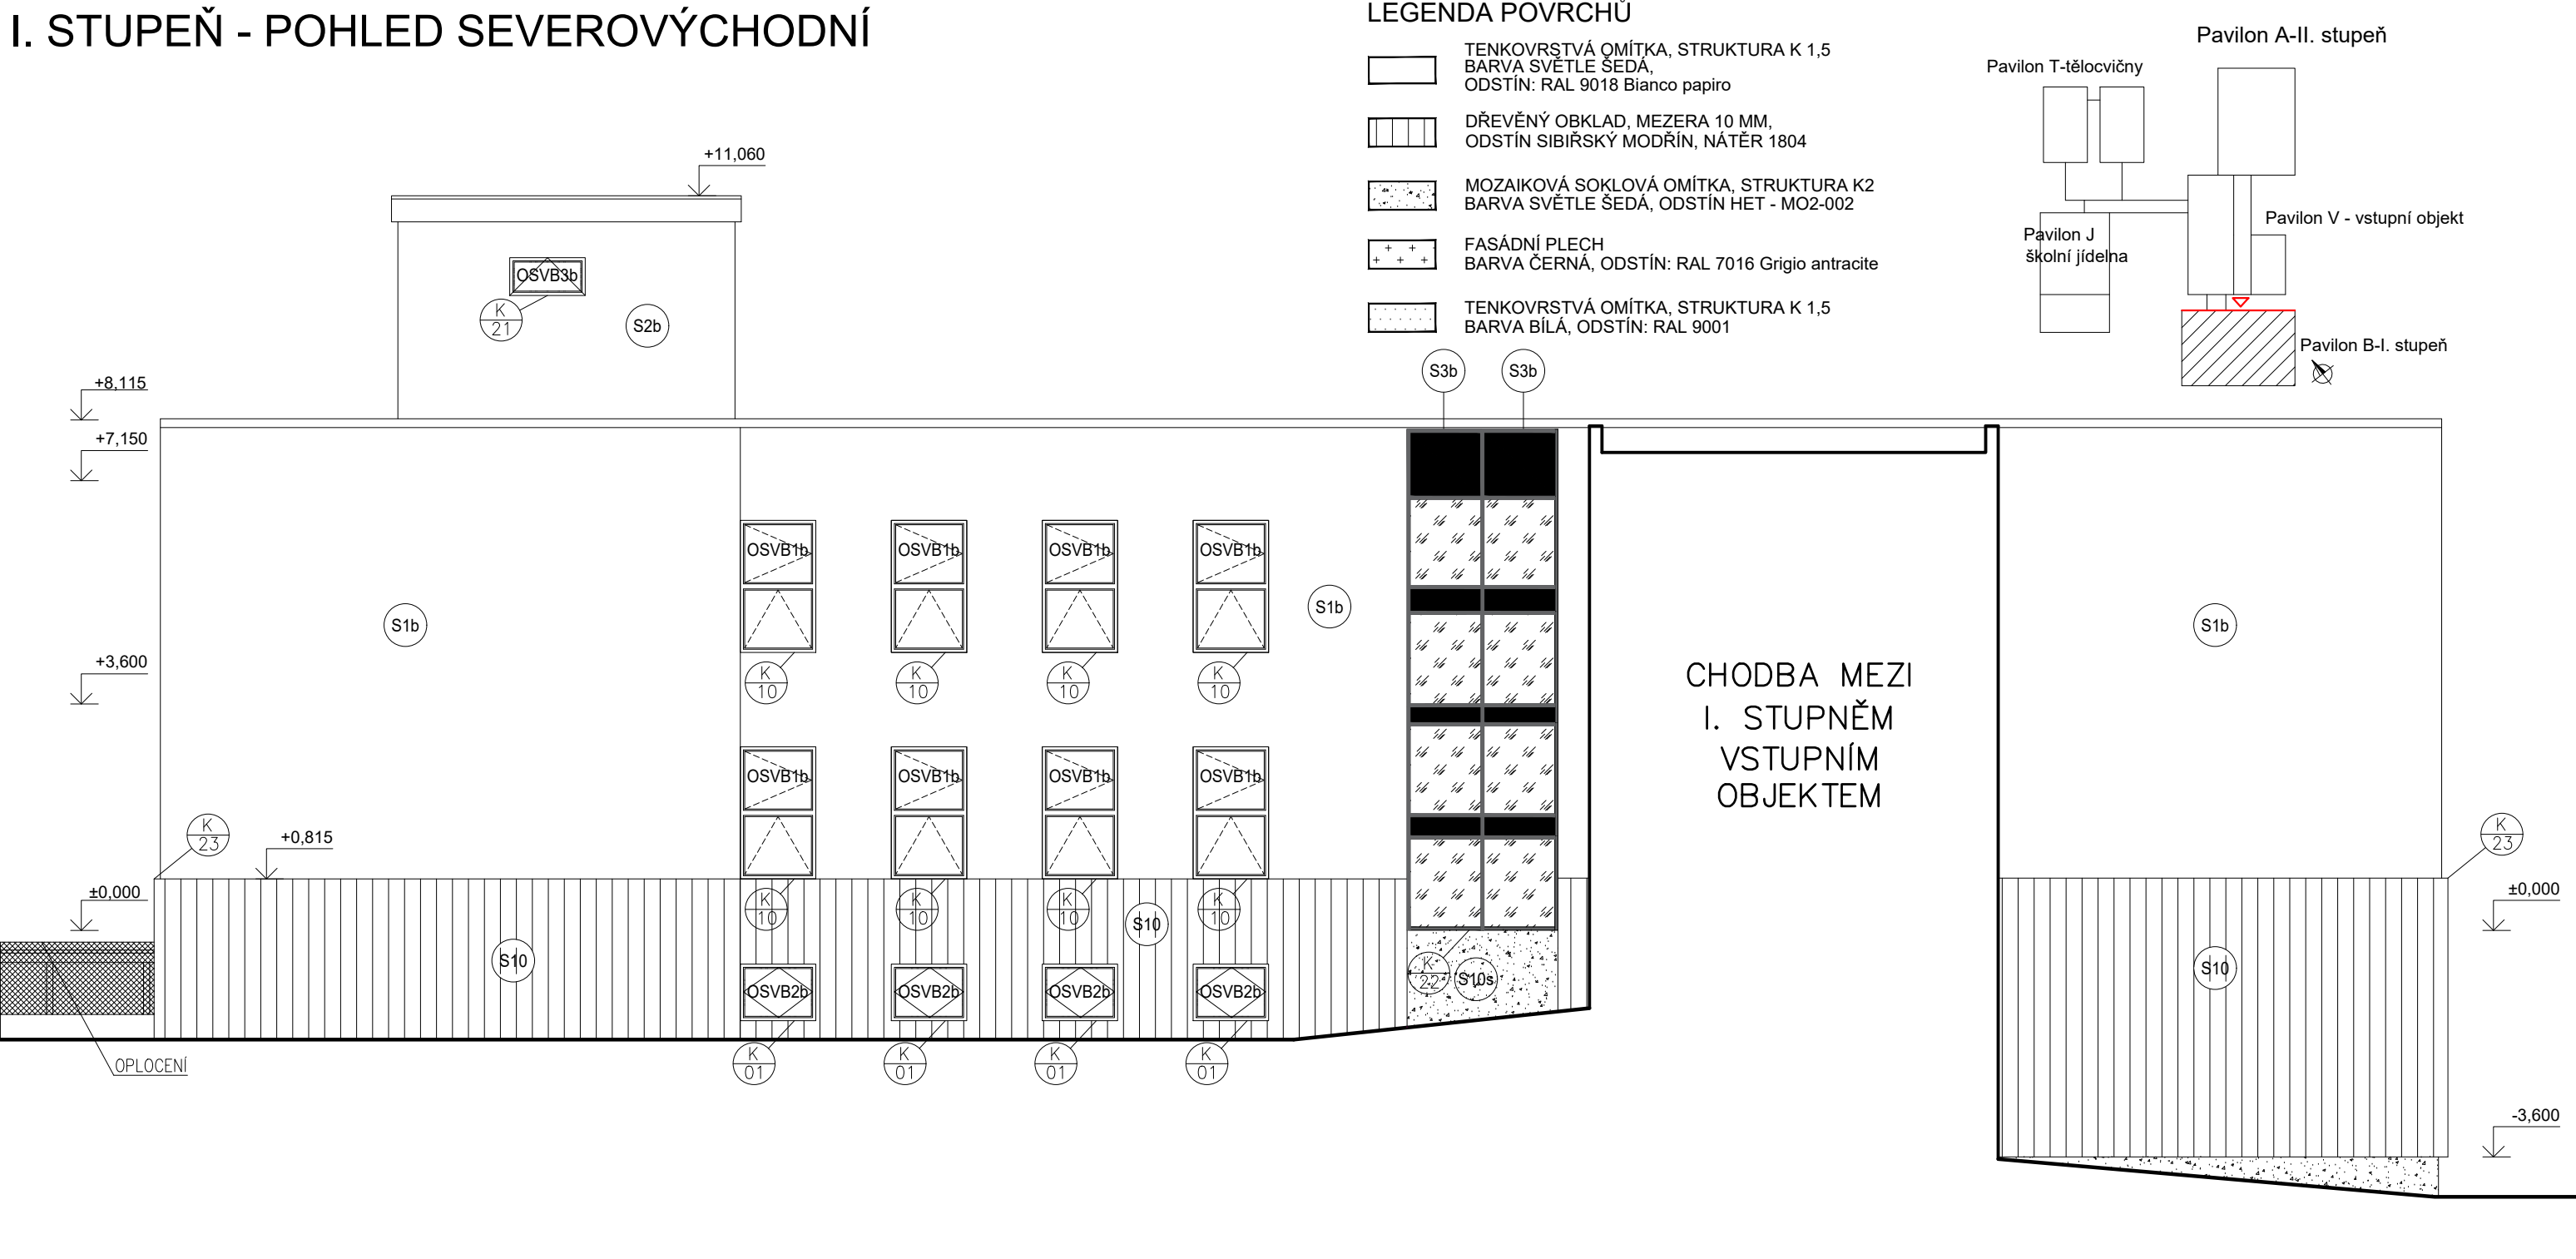 I. STUPEŇ - POHLED SEVEROVÝCHODNÍ
LEGENDA POVRCHŮ
TENKOVRSTVÁ OMÍTKA, STRUKTURA K 1,5
BARVA SVĚTLE ŠEDÁ,
ODSTÍN: RAL 9018 Bianco papiro
DŘEVĚNÝ OBKLAD, MEZERA 10 MM,
ODSTÍN SIBIŘSKÝ MODŘÍN, NÁTĚR 1804
MOZAIKOVÁ SOKLOVÁ OMÍTKA, STRUKTURA K2
BARVA SVĚTLE ŠEDÁ, ODSTÍN HET - MO2-002
FASÁDNÍ PLECH
BARVA ČERNÁ, ODSTÍN: RAL 7016 Grigio antracite
TENKOVRSTVÁ OMÍTKA, STRUKTURA K 1,5
BARVA BÍLÁ, ODSTÍN: RAL 9001
Pavilon A-II. stupeň
Pavilon T-tělocvičny
Pavilon V - vstupní objekt
Pavilon J
školní jídelna
Pavilon B-I. stupeň
+11,060
OSVB3b
K
21
S2b
S3b
S3b
+8,115
+7,150
OSVB1b
OSVB1b
OSVB1b
OSVB1b
S1b
S1b
S1b
+3,600
K
10
K
10
K
10
K
10
CHODBA MEZI
I. STUPNĚM
VSTUPNÍM
OBJEKTEM
OSVB1b
OSVB1b
OSVB1b
OSVB1b
K
23
+0,815
K
23
±0,000
±0,000
K
10
K
10
K
10
K
10
S10
S10
S10
K
22
S10s
OSVB2b
OSVB2b
OSVB2b
OSVB2b
OPLOCENÍ
K
01
K
01
K
01
K
01
-3,600